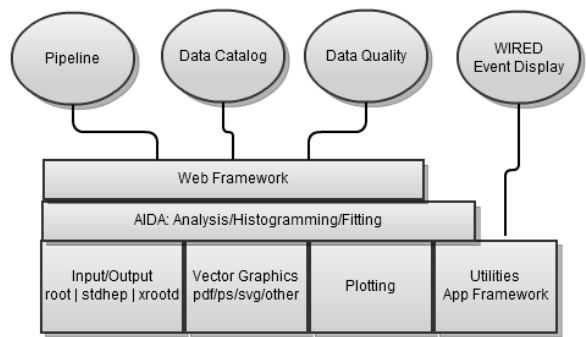 Pipeline
Data Catalog
Data Quality
WIRED
Event Display
Web Framework
AIDA: Analysis/Histogramming/Fitting
Input/Output
root | stdhep | xrootd
Vector Graphics
pdf/ps/svg/other
Plotting
Utilities
App Framework